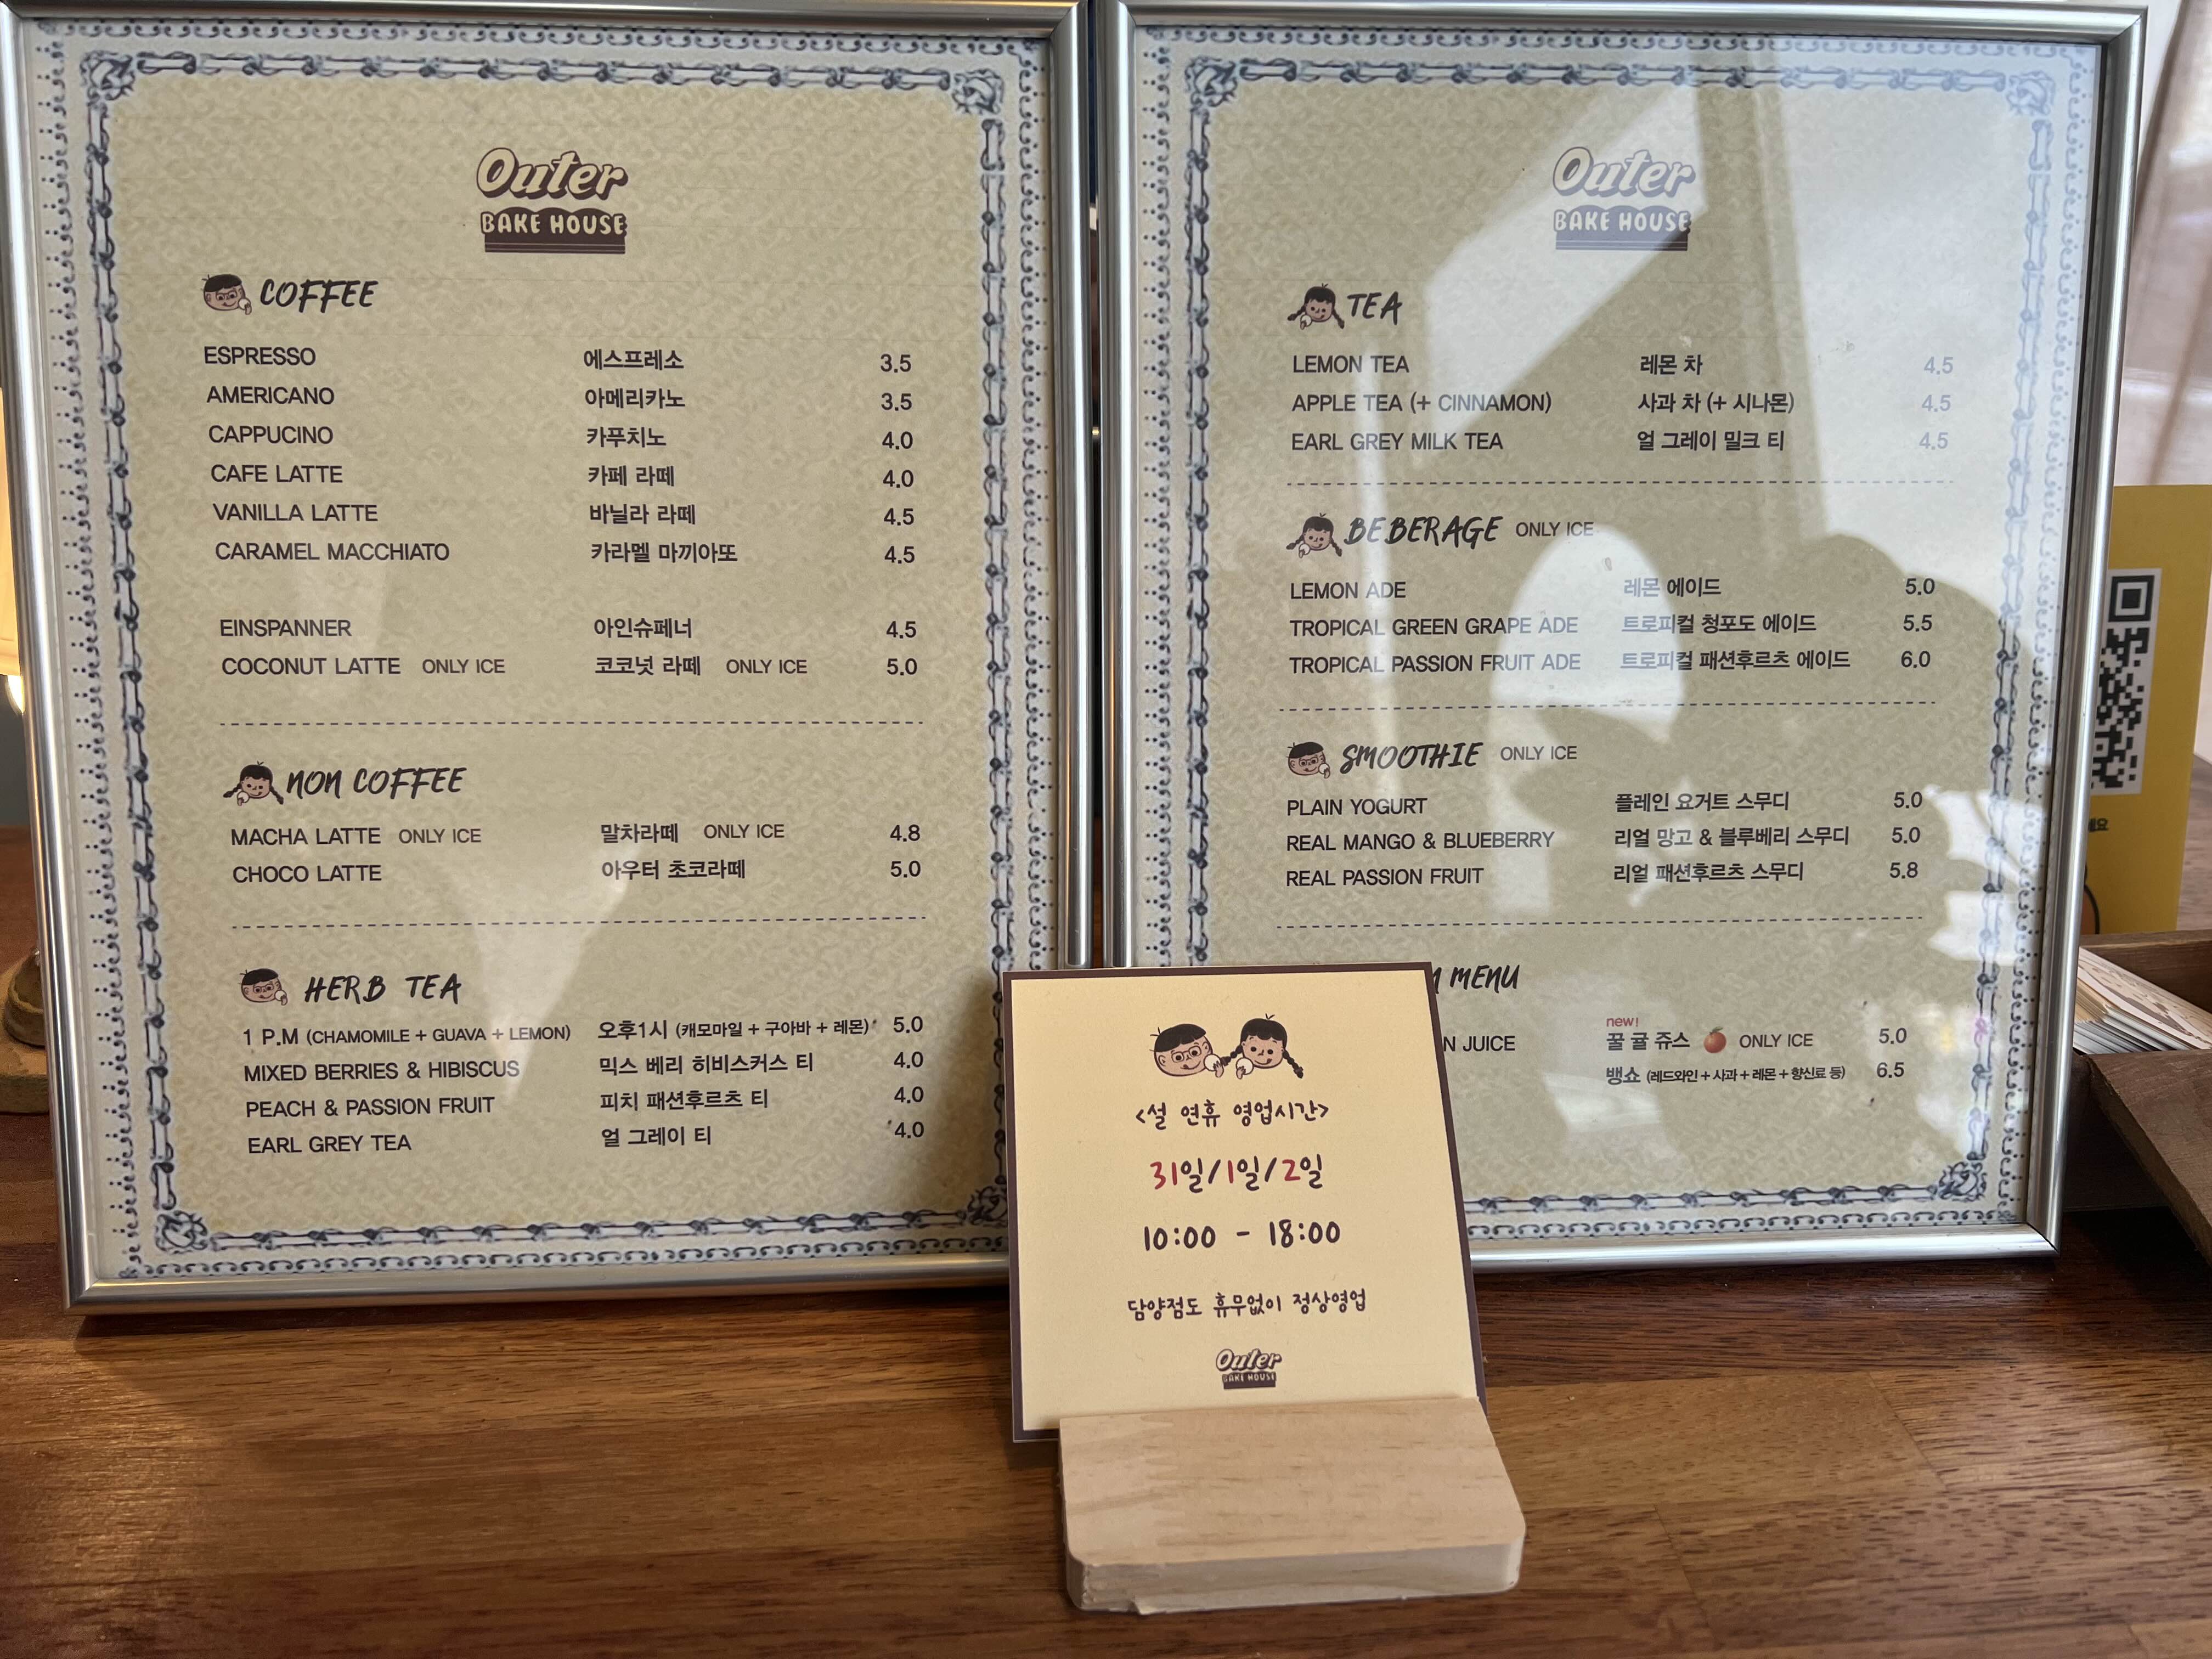 Outer
BAKE HOUSE
COFFEE
ESPRESSO 에스프레소 3.5
AMERICANO 아메리카노 3.5
CAPPUCINO 카푸치노 4.0
CAFE LATTE 카페 라떼 4.0
VANILLA LATTE 바닐라 라떼 4.5
CARAMEL MACCHIATO 카라멜 마끼아또 4.5
EINSPANNER 아인슈페너 4.5
COCONUT LATTE ONLY ICE 코코넛 라떼 ONLY ICE 5.0
NON COFFEE
MACHA LATTE ONLY ICE 말차라떼 ONLY ICE 4.8
CHOCO LATTE 아우터 초코라떼 5.0
HERB TEA
1 P.M (CHAMOMILE + GUAVA + LEMON) 오후1시 (캐모마일 + 구아바 + 레몬) 5.0
MIXED BERRIES & HIBISCUS 믹스 베리 히비스커스 티 4.0
PEACH & PASSION FRUIT 피치 패션후르츠 티 4.0
EARL GREY TEA 얼 그레이 티 4.0
Outer
BAKE HOUSE
TEA
LEMON TEA 레몬 차 4.5
APPLE TEA (+ CINNAMON) 사과 차 (+ 시나몬) 4.5
EARL GREY MILK TEA 얼 그레이 밀크 티 4.5
BEBERAGE ONLY ICE
LEMON ADE 레몬 에이드 5.0
TROPICAL GREEN GRAPE ADE 트로피컬 청포도 에이드 5.5
TROPICAL PASSION FRUIT ADE 트로피컬 패션후르츠 에이드 6.0
SMOOTHIE ONLY ICE
PLAIN YOGURT 플레인 요거트 스무디 5.0
REAL MANGO & BLUEBERRY 리얼 망고 & 블루베리 스무디 5.0
REAL PASSION FRUIT 리얼 패션후르츠 스무디 5.8
MENU
new!
N JUICE 꿀 귤 쥬스 ONLY ICE 5.0
뱅쇼 (레드와인 + 사과 + 레몬 + 향신료 등) 6.5
<설 연휴 영업시간>
31일/1일/2일
10:00 - 18:00
담양점도 휴무없이 정상영업
Outer
BAKE HOUSE